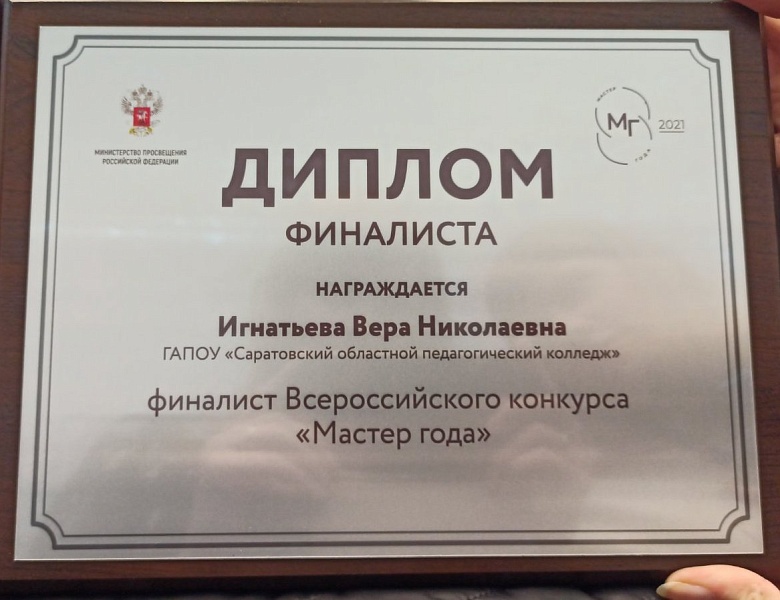 МИНИСТЕРСТВО ПРОСВЕЩЕНИЯ
РОССИЙСКОЙ ФЕДЕРАЦИИ
МАСТЕР
МГ 2021
ГОДА
ДИПЛОМ
ФИНАЛИСТА
НАГРАЖДАЕТСЯ
Игнатьева Вера Николаевна
ГАПОУ «Саратовский областной педагогический колледж»
финалист Всероссийского конкурса
«Мастер года»